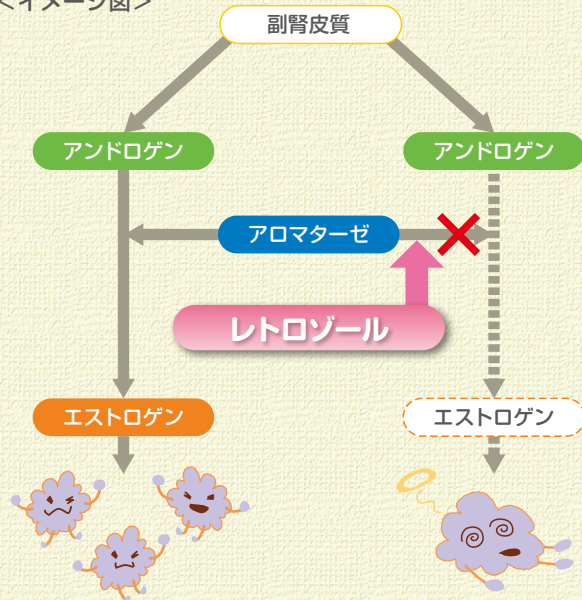 <イメージ図>
副腎皮質
アンドロゲン
アンドロゲン
アロマターゼ
レトロゾール
エストロゲン
エストロゲン